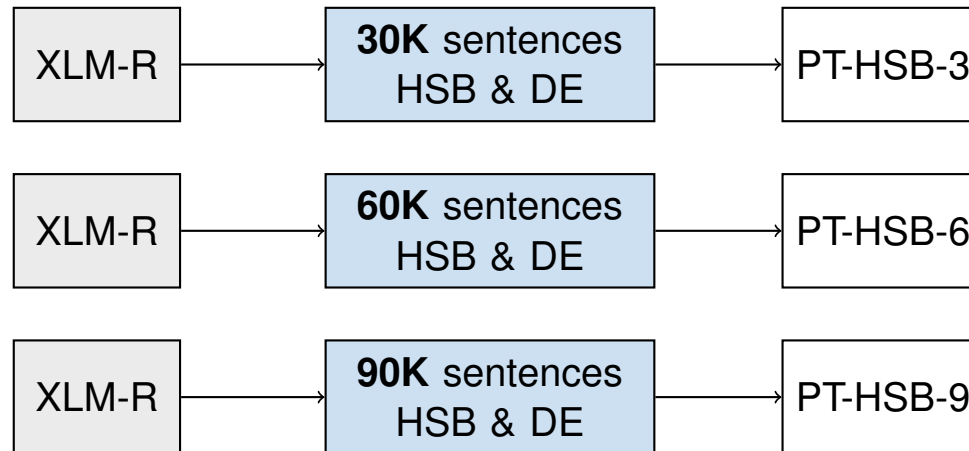 XLM-R
30K sentences
HSB & DE
PT-HSB-3
XLM-R
60K sentences
HSB & DE
PT-HSB-6
XLM-R
90K sentences
HSB & DE
PT-HSB-9